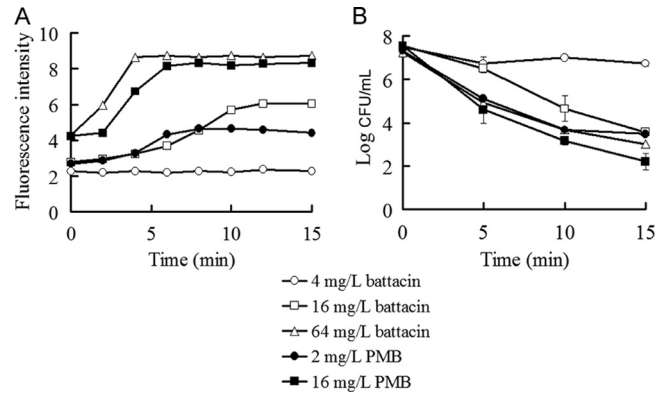 A
Fluorescence intensity
10
8
6
4
2
0
0 5 10 15
Time (min)
B
Log CFU/mL
8
6
4
2
0
0 5 10 15
Time (min)
4 mg/L battacin
16 mg/L battacin
64 mg/L battacin
2 mg/L PMB
16 mg/L PMB